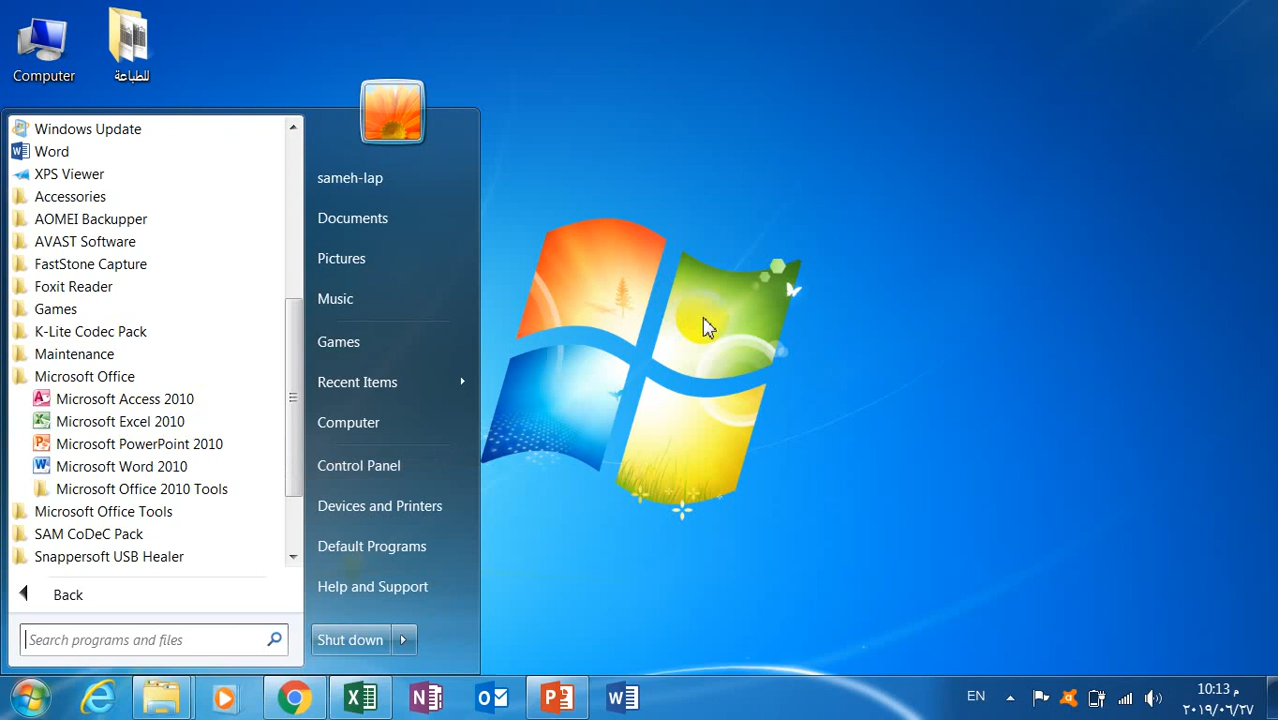 Computer
للطباعة
Windows Update
Word
XPS Viewer
Accessories
AOMEI Backupper
AVAST Software
FastStone Capture
Foxit Reader
Games
K-Lite Codec Pack
Maintenance
Microsoft Office
Microsoft Access 2010
Microsoft Excel 2010
Microsoft PowerPoint 2010
Microsoft Word 2010
Microsoft Office 2010 Tools
Microsoft Office Tools
SAM CoDeC Pack
Snappersoft USB Healer
Back
Search programs and files
sameh-lap
Documents
Pictures
Music
Games
Recent Items
Computer
Control Panel
Devices and Printers
Default Programs
Help and Support
Shut down
EN
10:13 م
٢٠١٩/٠٦/٢٧